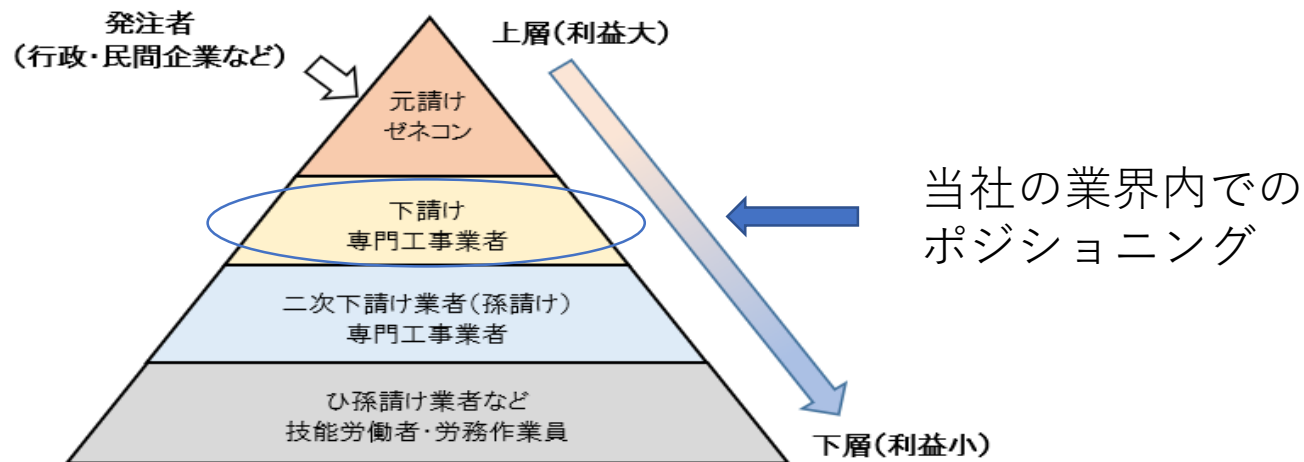 発注者
(行政・民間企業など)
上層(利益大)
元請け
ゼネコン
下請け
専門工事業者
当社の業界内での
ポジショニング
二次下請け業者(孫請け)
専門工事業者
ひ孫請け業者など
技能労働者・労務作業員
下層(利益小)